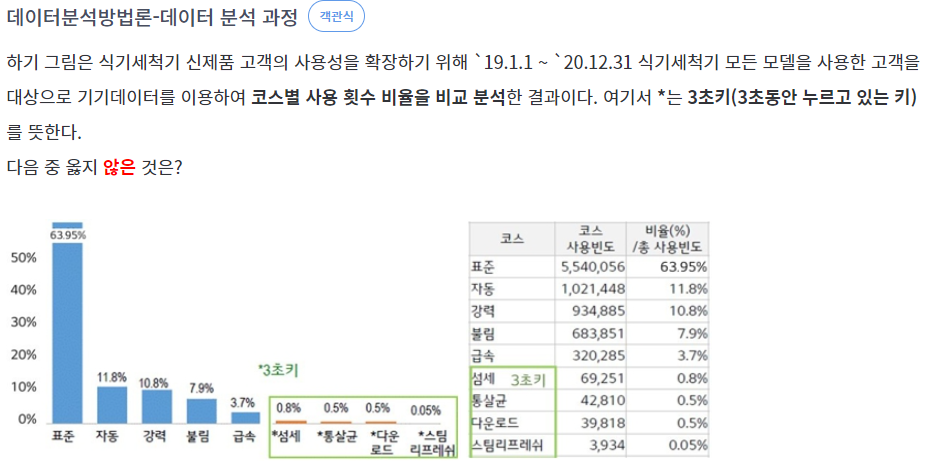 데이터분석방법론-데이터 분석 과정 객관식
하기 그림은 식기세척기 신제품 고객의 사용성을 확장하기 위해 `19.1.1 ~ `20.12.31 식기세척기 모든 모델을 사용한 고객을
대상으로 기기데이터를 이용하여 코스별 사용 횟수 비율을 비교 분석한 결과이다. 여기서 *는 3초키(3초동안 누르고 있는 키)
를 뜻한다.
다음 중 옳지 않은 것은?
63.95%
50%
40%
30%
20%
10%
0%
11.8%
10.8%
7.9%
3.7%
*3초키
0.8%
0.5%
0.5%
0.05%
표준
자동
강력
불림
급속
*섬세
*통살균
*다운
로드
*스팀
리프레쉬
코스 코스 비율(%)
사용빈도 /총 사용빈도
표준 5,540,056 63.95%
자동 1,021,448 11.8%
강력 934,885 10.8%
불림 683,851 7.9%
급속 320,285 3.7%
섬세 3초키 69,251 0.8%
통살균 42,810 0.5%
다운로드 39,818 0.5%
스팀리프레쉬 3,934 0.05%